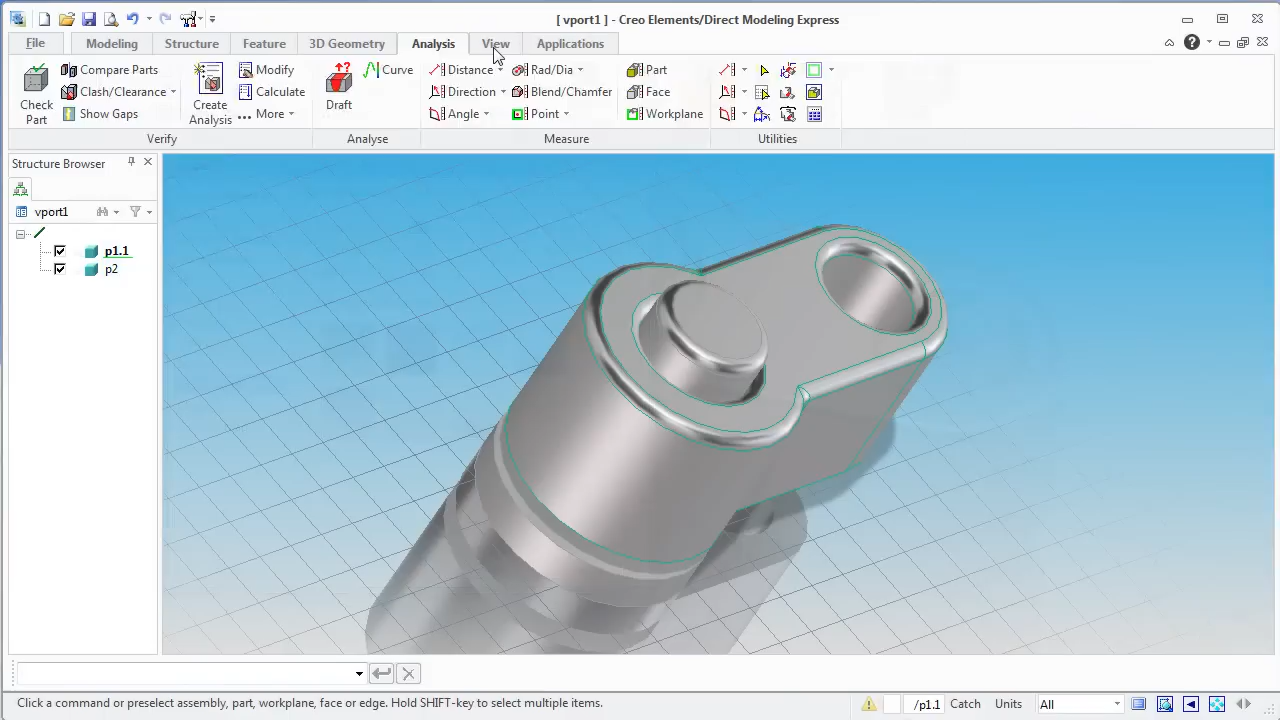 [ vport1 ] - Creo Elements/Direct Modeling Express
File Modeling Structure Feature 3D Geometry Analysis View Applications
Compare Parts Modify Curve Distance Rad/Dia Part
Clash/Clearance Calculate Direction Blend/Chamfer Face
Check Part Show Gaps Create Analysis More Draft Angle Point Workplane
Verify Analyse Measure Utilities
Structure Browser
vport1
p1.1
p2
Click a command or preselect assembly, part, workplane, face or edge. Hold SHIFT-key to select multiple items.
/p1.1 Catch Units All